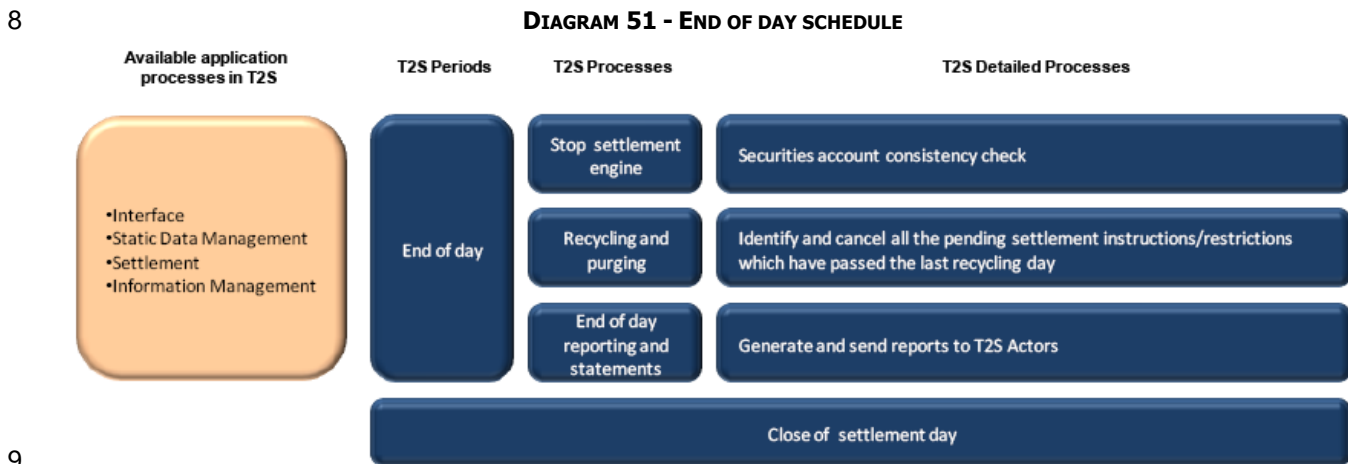 8
DIAGRAM 51 - END OF DAY SCHEDULE
Available application
processes in T2S
T2S Periods
T2S Processes
T2S Detailed Processes
•Interface
•Static Data Management
•Settlement
•Information Management
End of day
Stop settlement
engine
Securities account consistency check
Recycling and
purging
Identify and cancel all the pending settlement instructions/restrictions
which have passed the last recycling day
End of day
reporting and
statements
Generate and send reports to T2S Actors
Close of settlement day
9